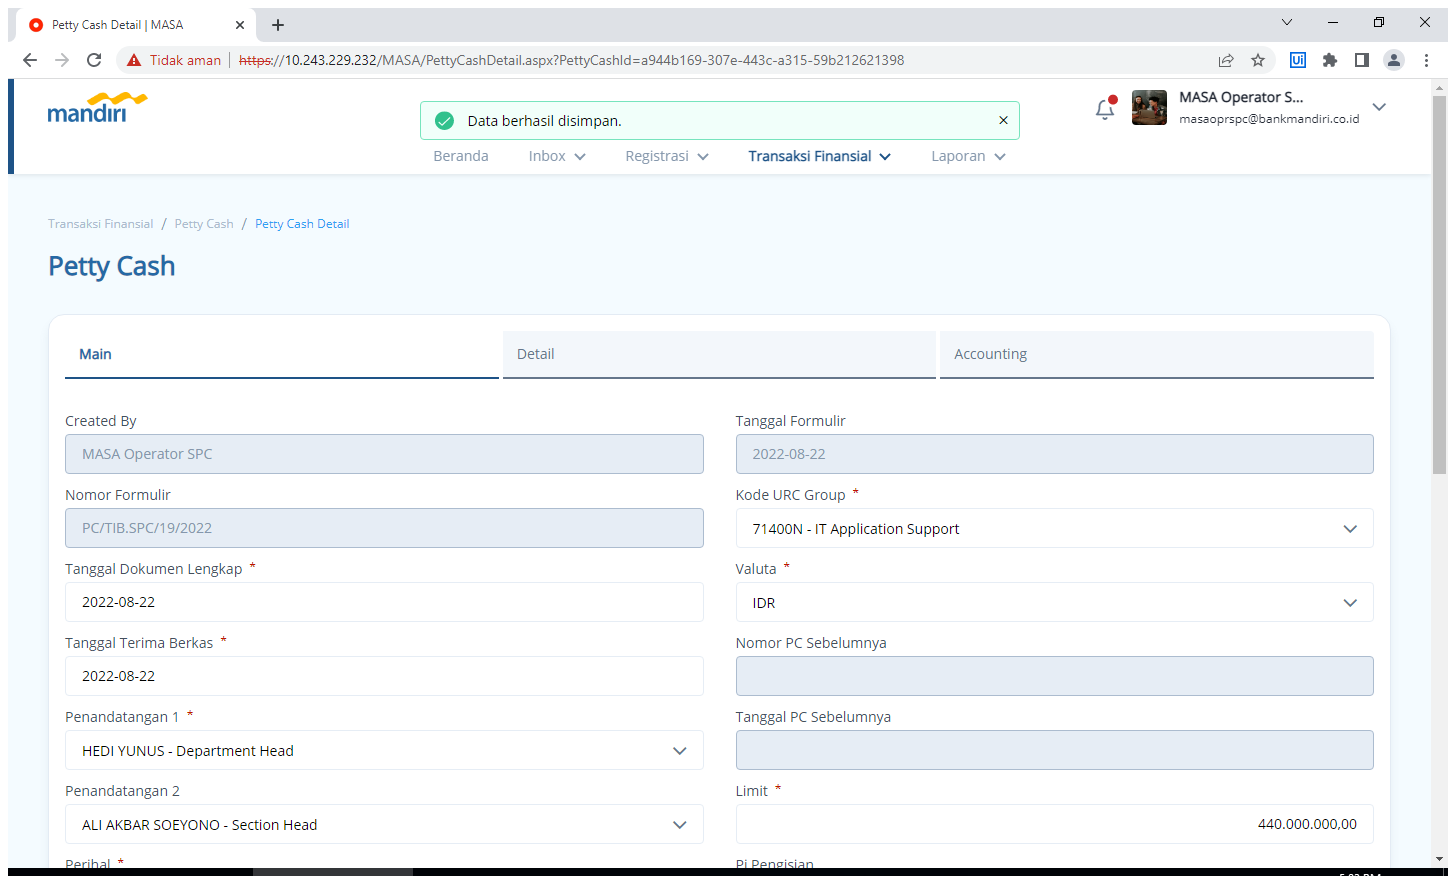 Petty Cash Detail | MASA
Tidak aman
https://10.243.229.232/MASA/PettyCashDetail.aspx?PettyCashId=a944b169-307e-443c-a315-59b212621398
mandiri
Data berhasil disimpan.
MASA Operator S...
masaoprspc@bankmandiri.co.id
Beranda
Inbox
Registrasi
Transaksi Finansial
Laporan
Transaksi Finansial / Petty Cash / Petty Cash Detail
Petty Cash
Main
Detail
Accounting
Created By
MASA Operator SPC
Tanggal Formulir
2022-08-22
Nomor Formulir
PC/TIB.SPC/19/2022
Kode URC Group *
71400N - IT Application Support
Tanggal Dokumen Lengkap *
2022-08-22
Valuta *
IDR
Tanggal Terima Berkas *
2022-08-22
Nomor PC Sebelumnya
Penandatangan 1 *
HEDI YUNUS - Department Head
Tanggal PC Sebelumnya
Penandatangan 2
ALI AKBAR SOEYONO - Section Head
Limit *
440.000.000,00
Perihal *
Pj Pengisian